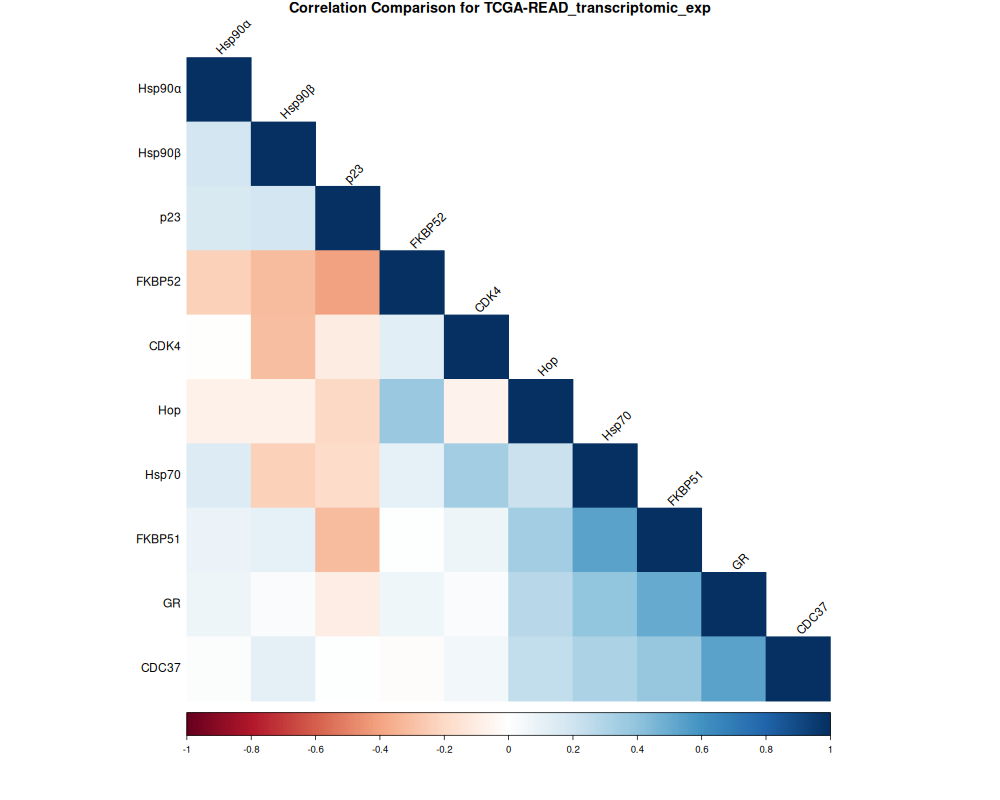 Correlation Comparison for TCGA-READ_transcriptomic_exp
Hsp90α
Hsp90α
Hsp90β
Hsp90β
p23
p23
FKBP52
FKBP52
CDK4
CDK4
Hop
Hop
Hsp70
Hsp70
FKBP51
FKBP51
GR
GR
CDC37
CDC37
-1 -0.8 -0.6 -0.4 -0.2 0 0.2 0.4 0.6 0.8 1